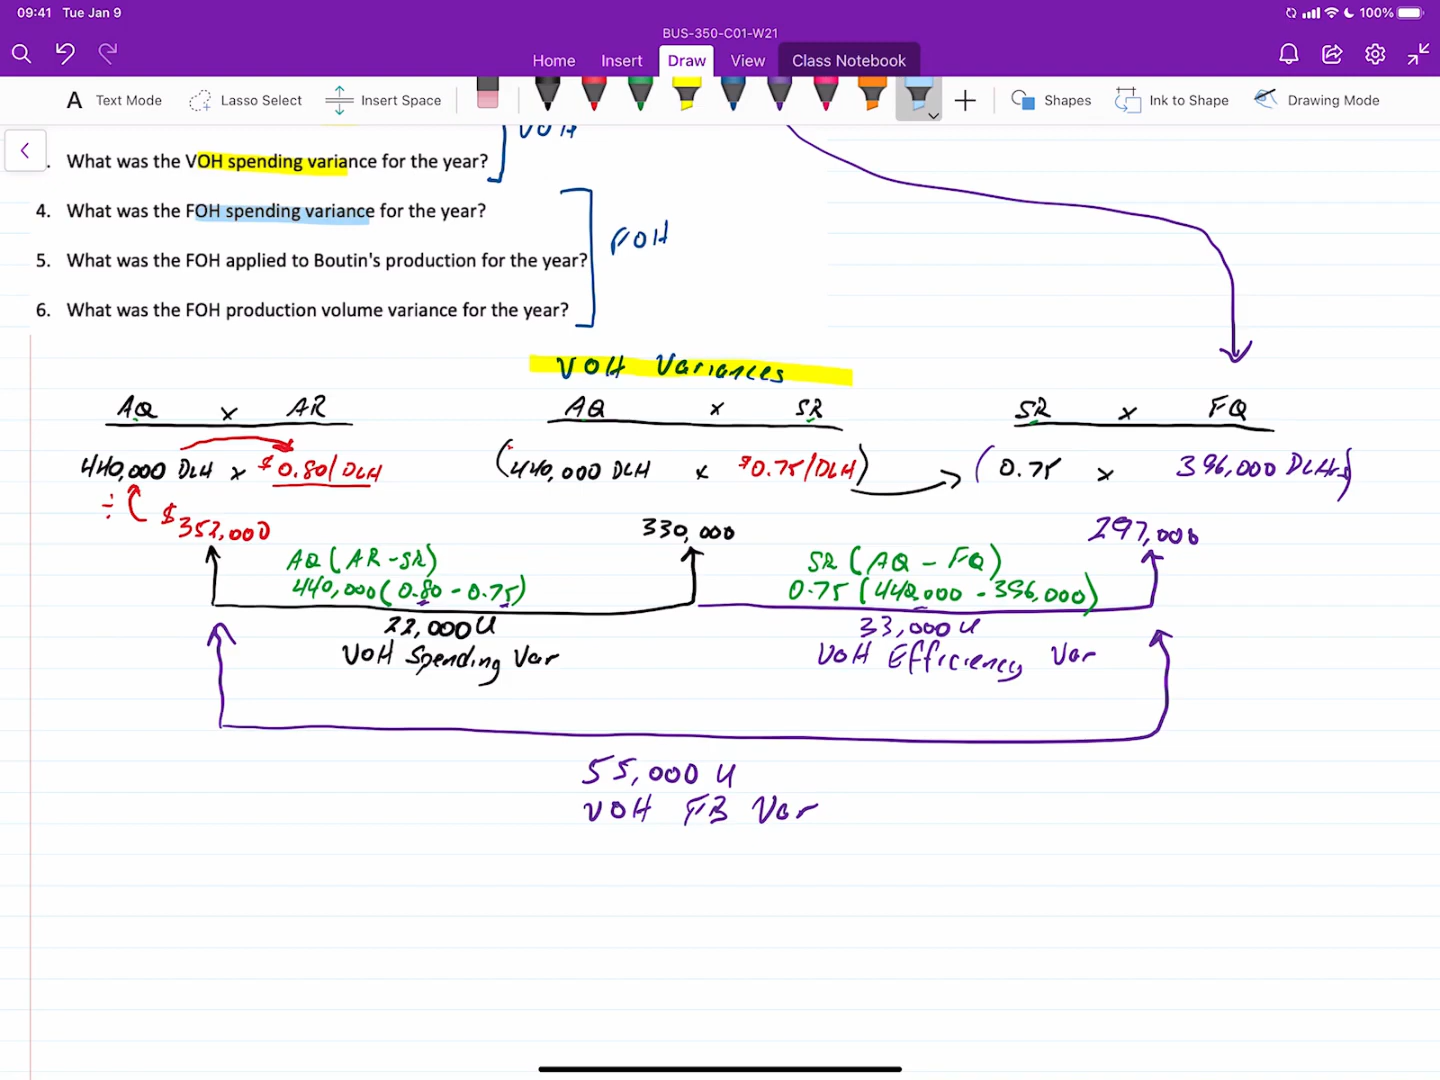 09:41 Tue Jan 9
100%
BUS-350-C01-W21
Home Insert Draw View Class Notebook
A Text Mode Lasso Select Insert Space Shapes Ink to Shape Drawing Mode
VOH
. What was the VOH spending variance for the year?
4. What was the FOH spending variance for the year?
FOH
5. What was the FOH applied to Boutin's production for the year?
6. What was the FOH production volume variance for the year?
VOH Variances
AQ x AR
AQ x SR
SR x FQ
440,000 DLH x $0.80/DLH
(440,000 DLH x $0.75/DLH)
(0.75 x 396,000 DLHrs)
÷ $352,000
330,000
297,000
AQ (AR-SR)
440,000(0.80 - 0.75)
SR (AQ - FQ)
0.75 (440,000 - 396,000)
22,000 U
VOH Spending Var
33,000 U
VOH Efficiency Var
55,000 U
VOH FB Var